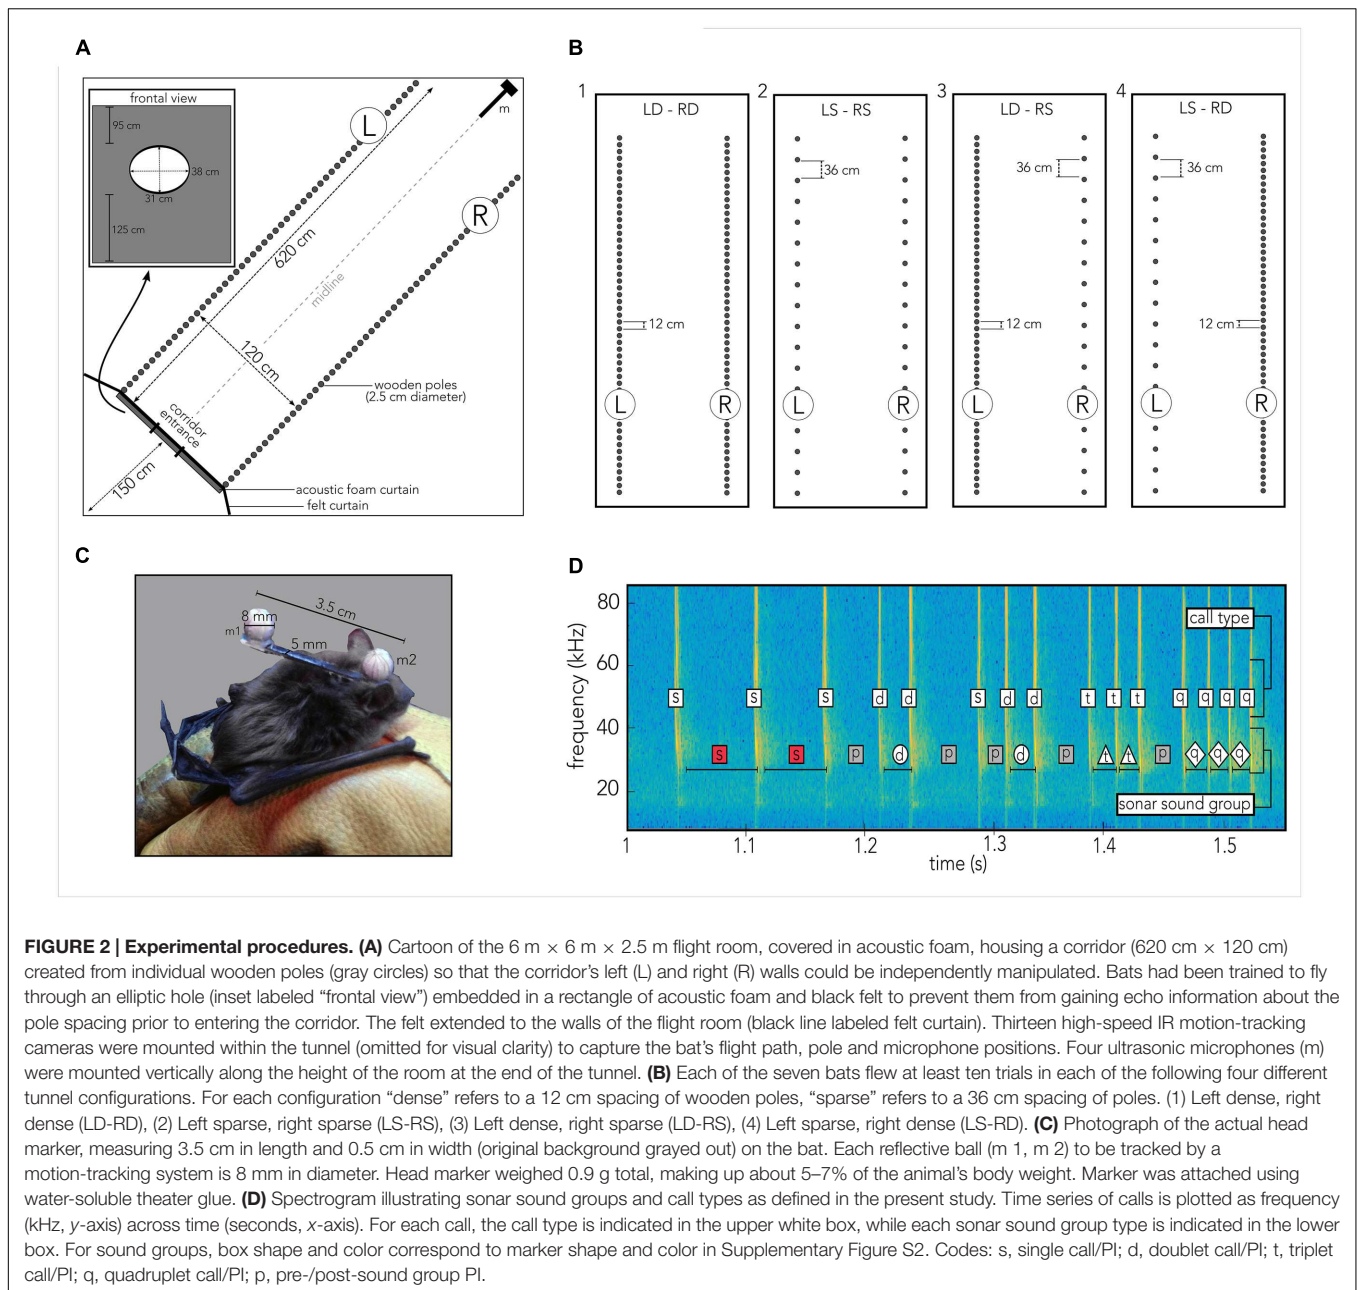 A
frontal view
95 cm
38 cm
31 cm
125 cm
L
m
R
620 cm
midline
120 cm
wooden poles
(2.5 cm diameter)
corridor
entrance
150 cm
acoustic foam curtain
felt curtain
B
1
LD - RD
12 cm
L
R
2
LS - RS
36 cm
L
R
3
LD - RS
36 cm
12 cm
L
R
4
LS - RD
36 cm
12 cm
L
R
C
3.5 cm
8 mm
m1
5 mm
m2
D
80
60
40
20
frequency (kHz)
call type
s s s d d s d d t t t q q q q
s s p d p p d p t t p q q q
sonar sound group
1 1.1 1.2 1.3 1.4 1.5
time (s)
FIGURE 2 | Experimental procedures. (A) Cartoon of the 6 m × 6 m × 2.5 m flight room, covered in acoustic foam, housing a corridor (620 cm × 120 cm)
created from individual wooden poles (gray circles) so that the corridor's left (L) and right (R) walls could be independently manipulated. Bats had been trained to fly
through an elliptic hole (inset labeled "frontal view") embedded in a rectangle of acoustic foam and black felt to prevent them from gaining echo information about the
pole spacing prior to entering the corridor. The felt extended to the walls of the flight room (black line labeled felt curtain). Thirteen high-speed IR motion-tracking
cameras were mounted within the tunnel (omitted for visual clarity) to capture the bat's flight path, pole and microphone positions. Four ultrasonic microphones (m)
were mounted vertically along the height of the room at the end of the tunnel. (B) Each of the seven bats flew at least ten trials in each of the following four different
tunnel configurations. For each configuration "dense" refers to a 12 cm spacing of wooden poles, "sparse" refers to a 36 cm spacing of poles. (1) Left dense, right
dense (LD-RD), (2) Left sparse, right sparse (LS-RS), (3) Left dense, right sparse (LD-RS), (4) Left sparse, right dense (LS-RD). (C) Photograph of the actual head
marker, measuring 3.5 cm in length and 0.5 cm in width (original background grayed out) on the bat. Each reflective ball (m 1, m 2) to be tracked by a
motion-tracking system is 8 mm in diameter. Head marker weighed 0.9 g total, making up about 5–7% of the animal's body weight. Marker was attached using
water-soluble theater glue. (D) Spectrogram illustrating sonar sound groups and call types as defined in the present study. Time series of calls is plotted as frequency
(kHz, y-axis) across time (seconds, x-axis). For each call, the call type is indicated in the upper white box, while each sonar sound group type is indicated in the lower
box. For sound groups, box shape and color correspond to marker shape and color in Supplementary Figure S2. Codes: s, single call/PI; d, doublet call/PI; t, triplet
call/PI; q, quadruplet call/PI; p, pre-/post-sound group PI.